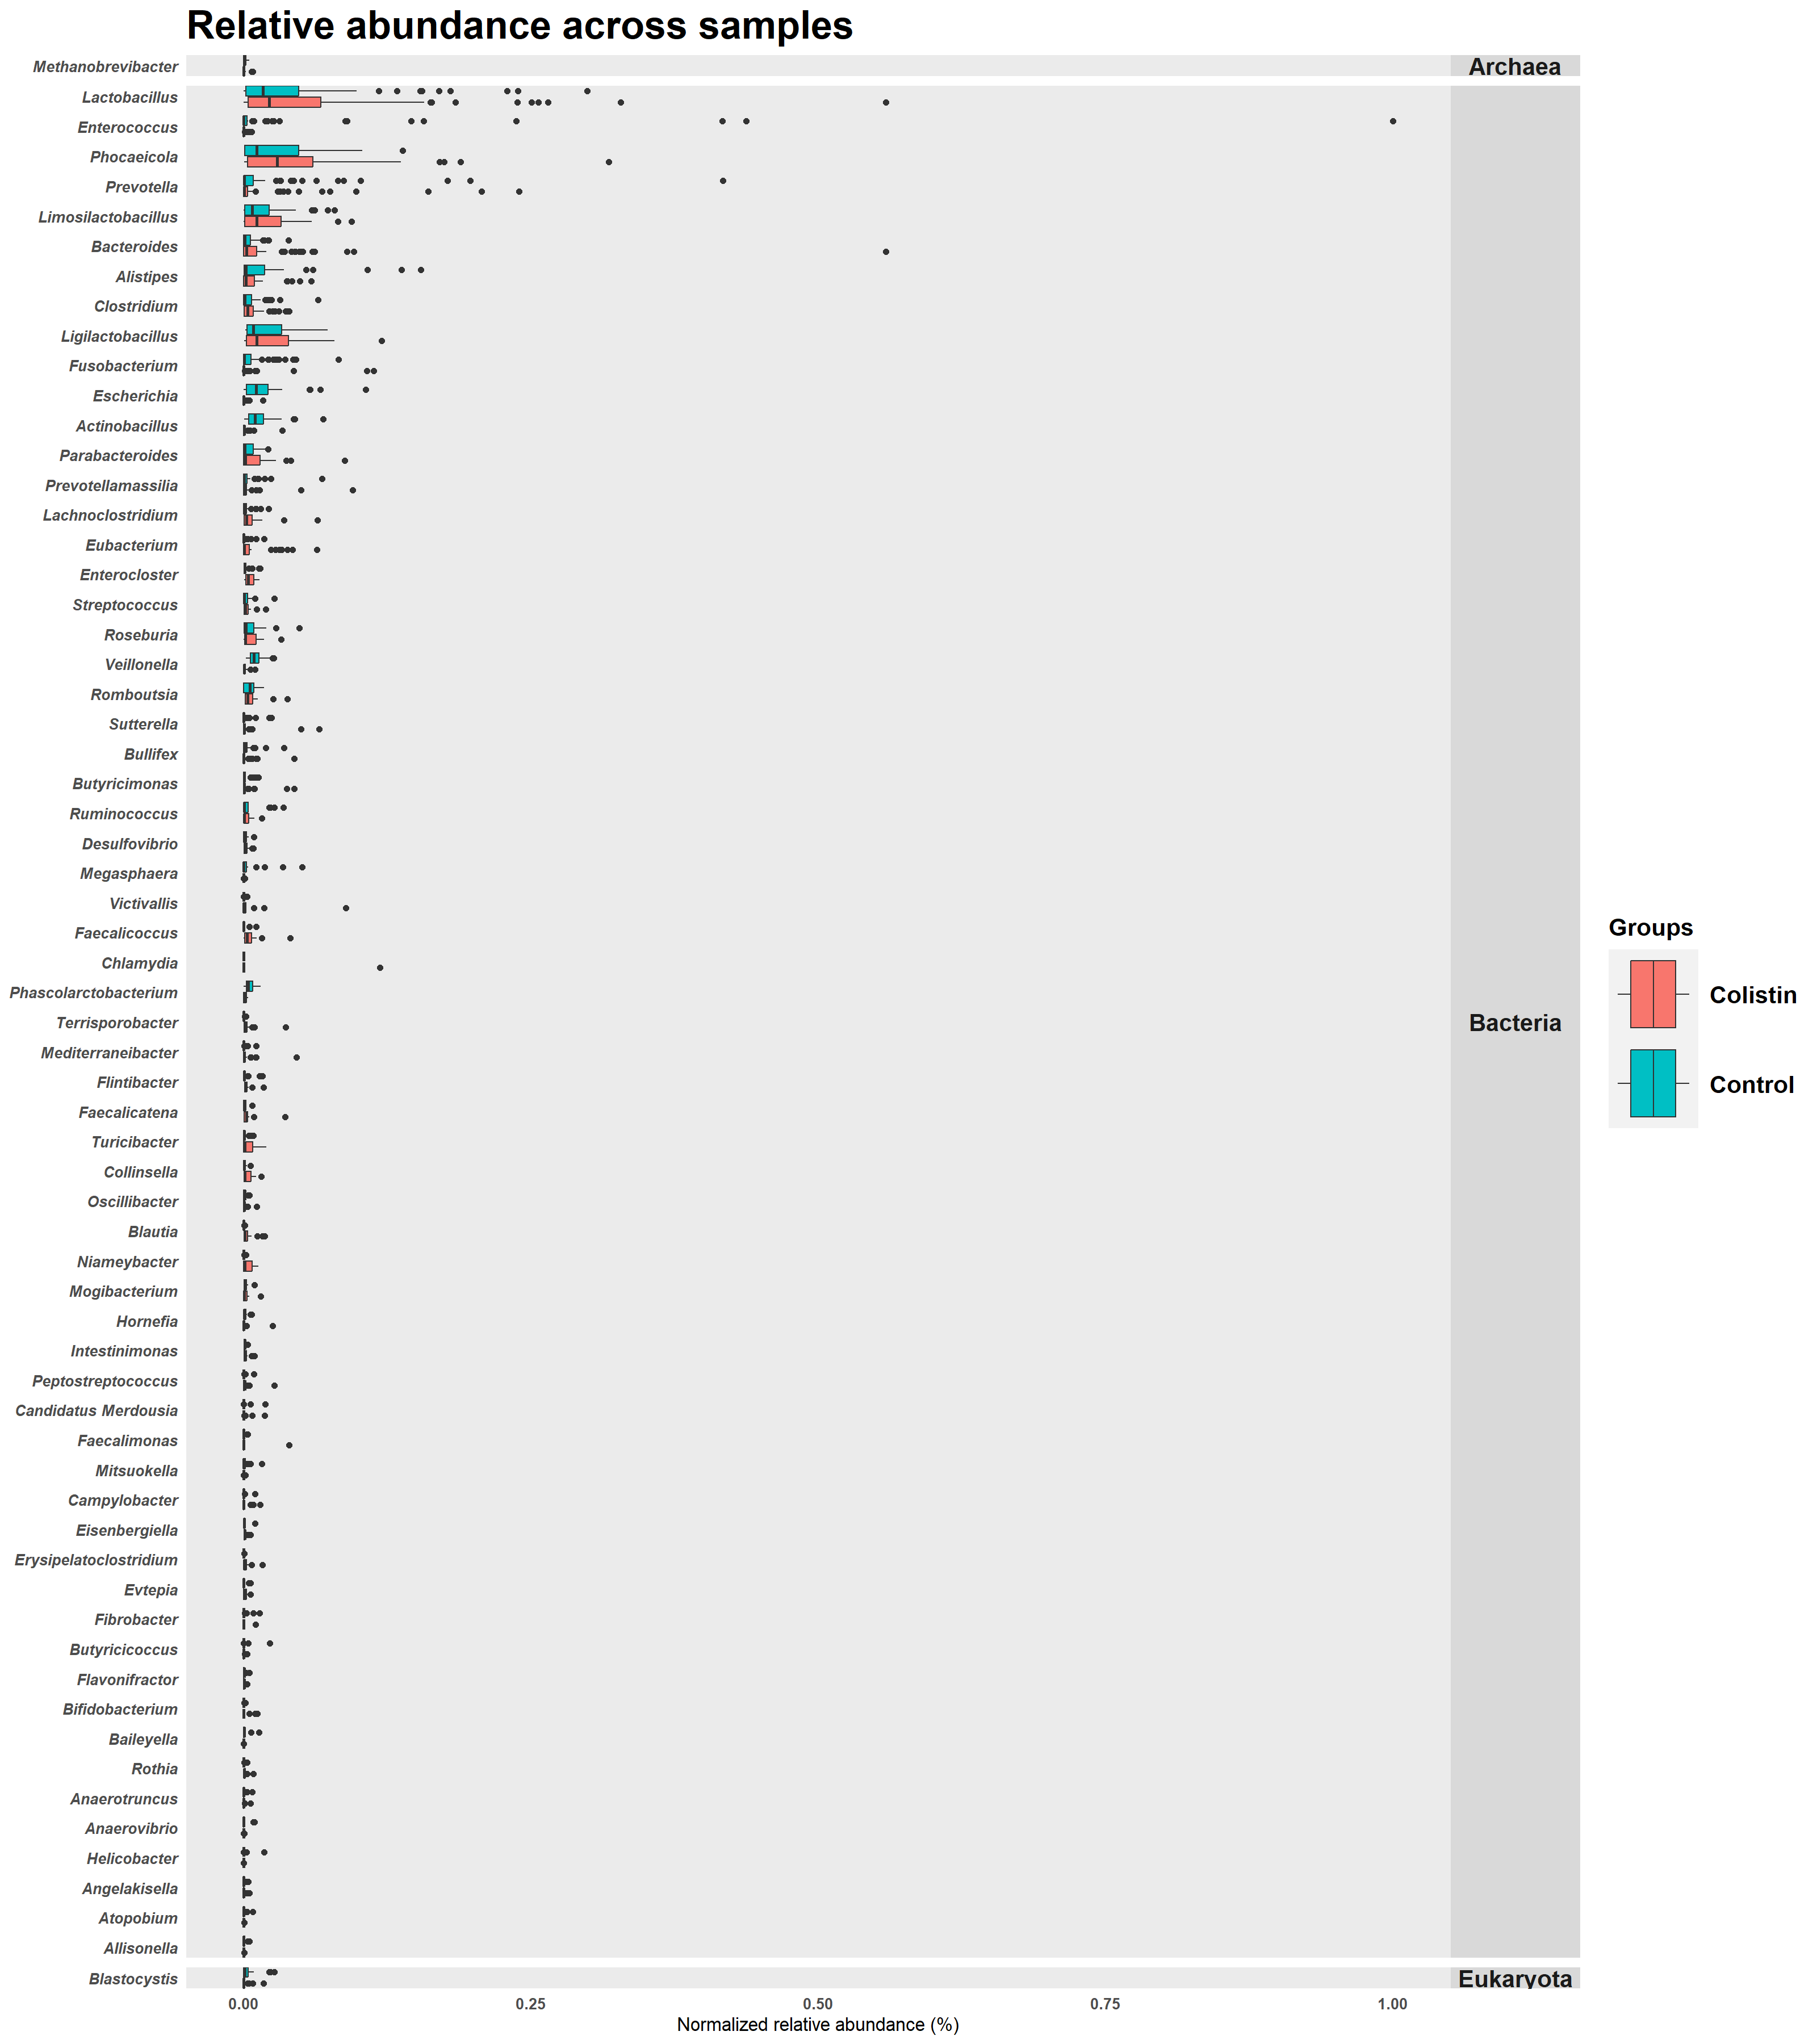 Relative abundance across samples
Methanobrevibacter
Archaea
Lactobacillus
Enterococcus
Phocaeicola
Prevotella
Limosilactobacillus
Bacteroides
Alistipes
Clostridium
Ligilactobacillus
Fusobacterium
Escherichia
Actinobacillus
Parabacteroides
Prevotellamassilia
Lachnoclostridium
Eubacterium
Enterocloster
Streptococcus
Roseburia
Veillonella
Romboutsia
Sutterella
Bullifex
Butyricimonas
Ruminococcus
Desulfovibrio
Megasphaera
Victivallis
Faecalicoccus
Chlamydia
Phascolarctobacterium
Terrisporobacter
Mediterraneibacter
Flintibacter
Faecalicatena
Turicibacter
Collinsella
Oscillibacter
Blautia
Niameybacter
Mogibacterium
Hornefia
Intestinimonas
Peptostreptococcus
Candidatus Merdousia
Faecalimonas
Mitsuokella
Campylobacter
Eisenbergiella
Erysipelatoclostridium
Evtepia
Fibrobacter
Butyricicoccus
Flavonifractor
Bifidobacterium
Baileyella
Rothia
Anaerotruncus
Anaerovibrio
Helicobacter
Angelakisella
Atopobium
Allisonella
Bacteria
Blastocystis
Eukaryota
0.00 0.25 0.50 0.75 1.00
Normalized relative abundance (%)
Groups
Colistin
Control